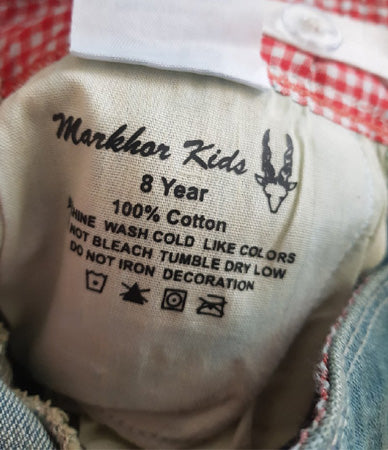 Markhor Kids
8 Year
100% Cotton
HINE WASH COLD LIKE COLORS
NOT BLEACH TUMBLE DRY LOW
DO NOT IRON DECORATION